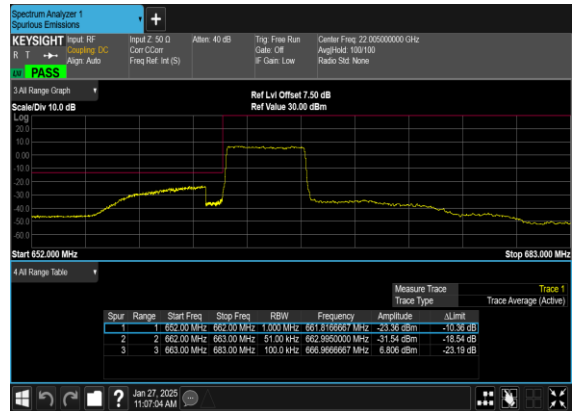 Spectrum Analyzer 1
Spurious Emissions
KEYSIGHT Input: RF Input Z: 50 Ω Atten: 40 dB Trig: Free Run Center Freq: 22.005000000 GHz
R T Coupling: DC Corr CCorr Gate: Off Avg|Hold: 100/100
Align: Auto Freq Ref: Int (S) IF Gain: Low Radio Std: None
PASS
3 All Range Graph
Ref Lvl Offset 7.50 dB
Scale/Div 10.0 dB Ref Value 30.00 dBm
Log
20.0
10.0
0.00
-10.0
-20.0
-30.0
-40.0
-50.0
-60.0
Start 652.000 MHz Stop 683.000 MHz
4 All Range Table
Measure Trace Trace 1
Trace Type Trace Average (Active)
Spur Range Start Freq Stop Freq RBW Frequency Amplitude ΔLimit
1 1 652.00 MHz 662.00 MHz 1.000 MHz 661.8166667 MHz -23.36 dBm -10.36 dB
2 2 662.00 MHz 663.00 MHz 51.00 kHz 662.9950000 MHz -31.54 dBm -18.54 dB
3 3 663.00 MHz 683.00 MHz 100.0 kHz 666.9666667 MHz 6.806 dBm -23.19 dB
? Jan 27, 2025
11:07:04 AM